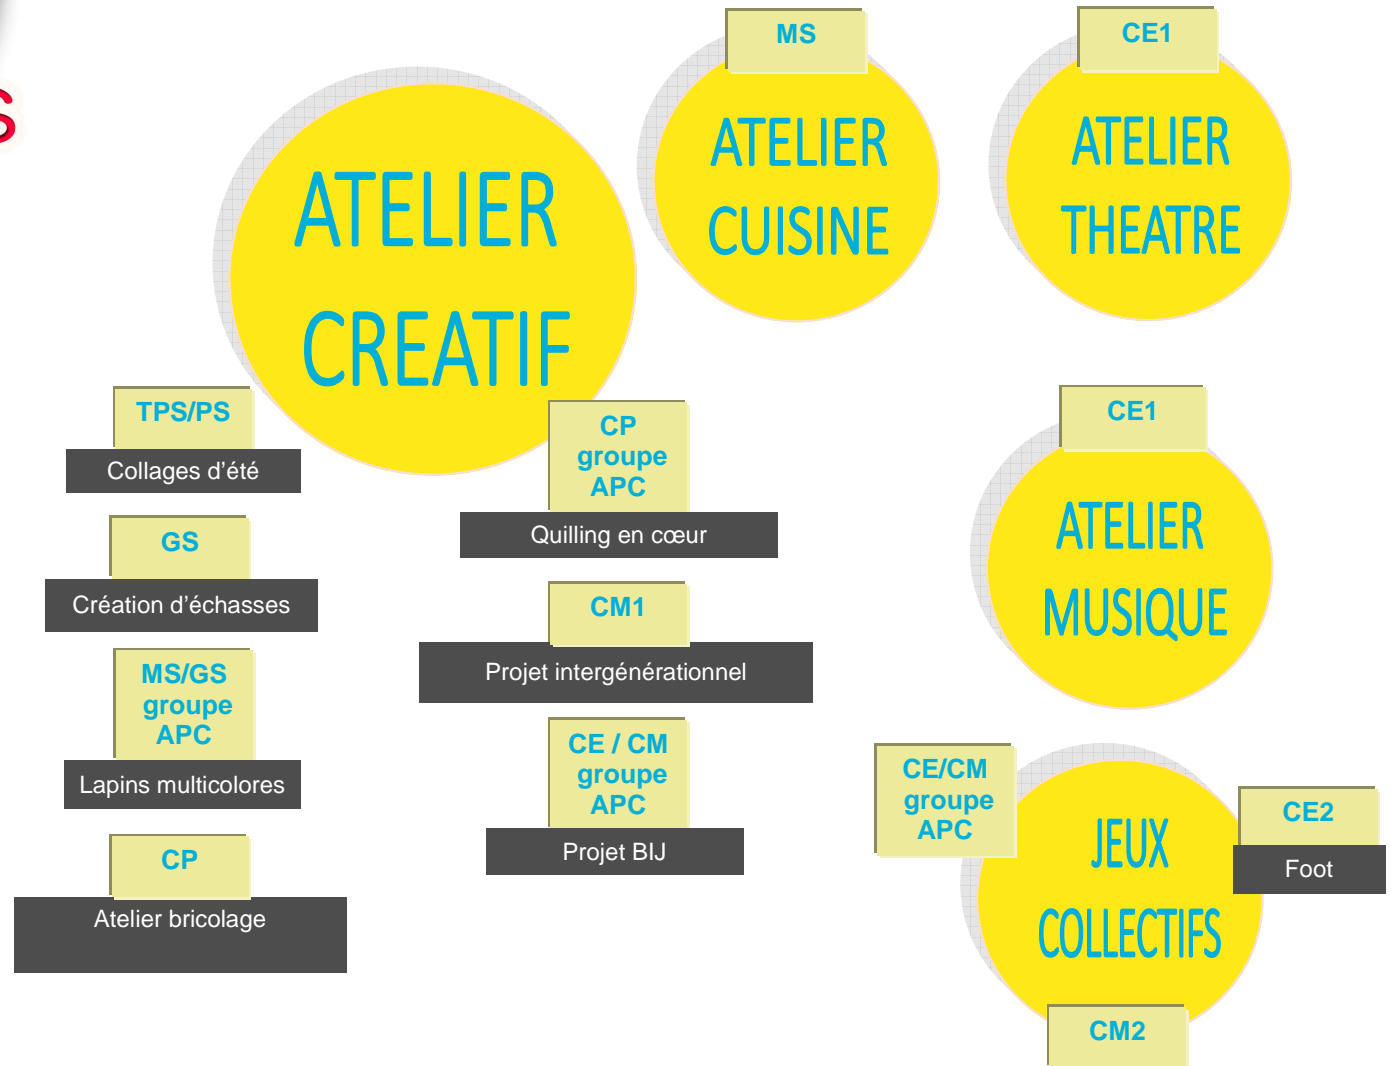 S
MS
ATELIER
CUISINE
CE1
ATELIER
THEATRE
ATELIER
CREATIF
TPS/PS
Collages d'été
GS
Création d'échasses
MS/GS
groupe
APC
Lapins multicolores
CP
Atelier bricolage
CP
groupe
APC
Quilling en cœur
CM1
Projet intergénérationnel
CE / CM
groupe
APC
Projet BIJ
CE1
ATELIER
MUSIQUE
CE/CM
groupe
APC
JEUX
COLLECTIFS
CE2
Foot
CM2